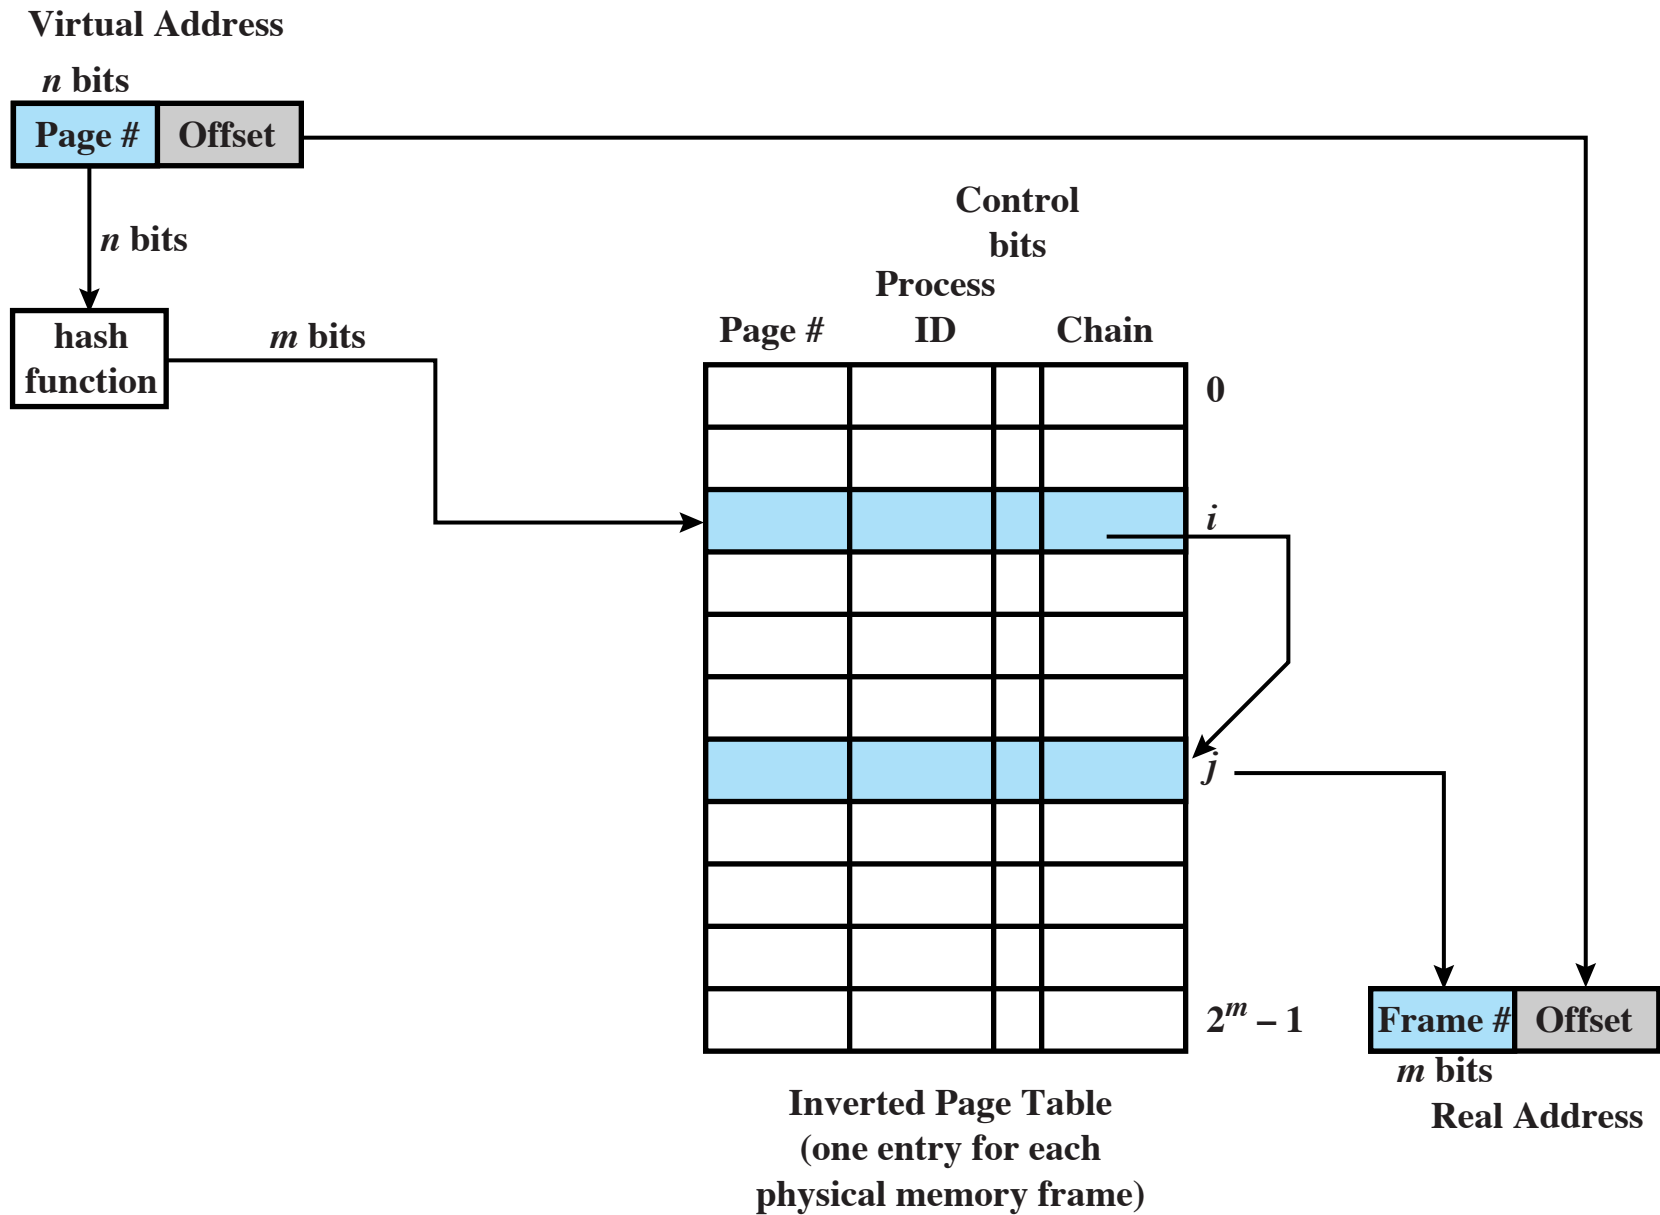 Virtual Address
n bits
Page # Offset
n bits
hash
function
m bits
Control
bits
Process
Page # ID Chain
0
i
j
2^m – 1
Frame # Offset
m bits
Real Address
Inverted Page Table
(one entry for each
physical memory frame)